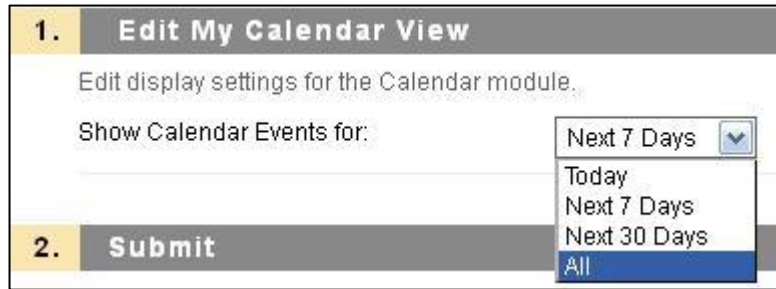 1. Edit My Calendar View
Edit display settings for the Calendar module.
Show Calendar Events for: Next 7 Days
Today
Next 7 Days
Next 30 Days
All
2. Submit